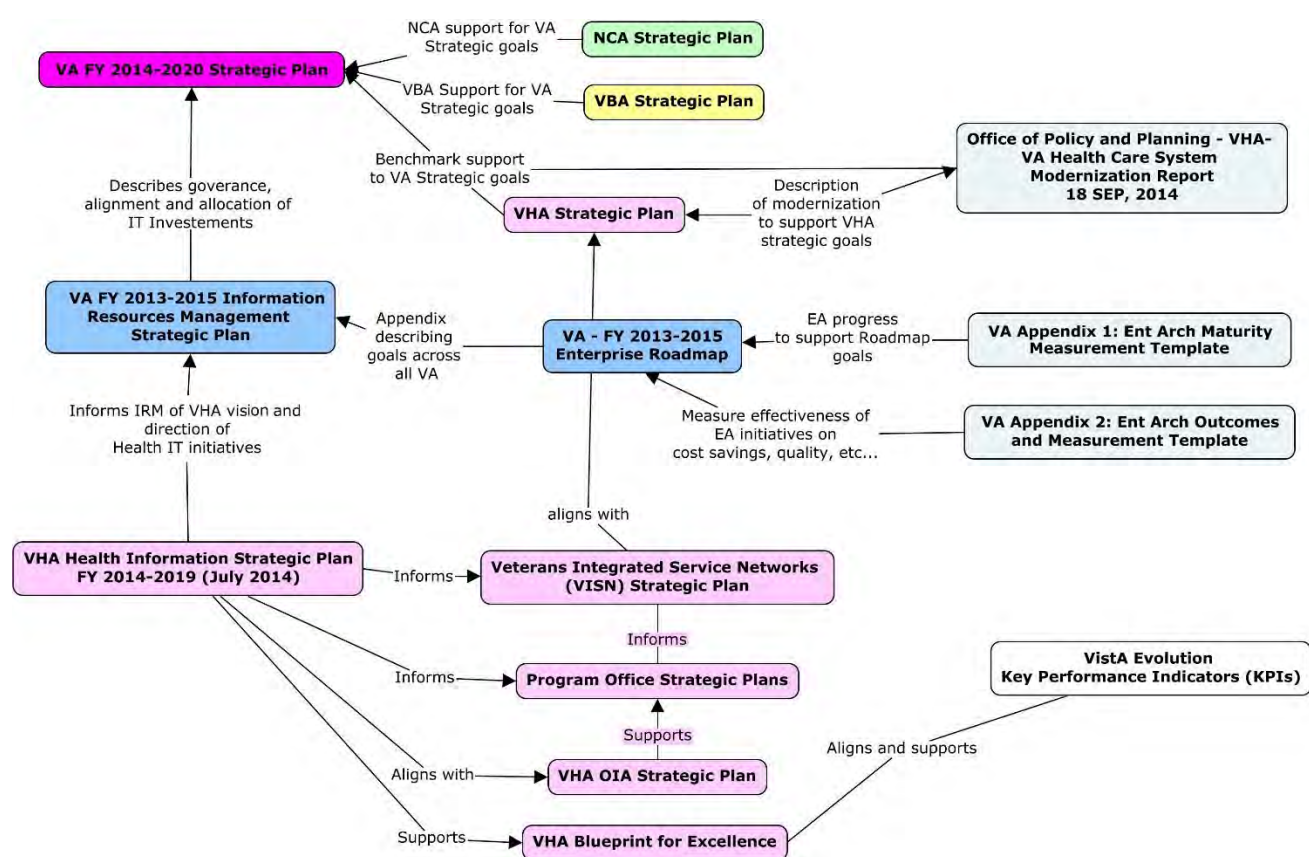 NCA support for VA
Strategic goals
NCA Strategic Plan
VA FY 2014-2020 Strategic Plan
VBA Support for VA
Strategic goals
VBA Strategic Plan
Benchmark support
to VA Strategic goals
Office of Policy and Planning - VHA-
VA Health Care System
Modernization Report
18 SEP, 2014
Describes goverance,
alignment and allocation of
IT Investements
Description
of modernization
to support VHA
strategic goals
VHA Strategic Plan
VA FY 2013-2015 Information
Resources Management
Strategic Plan
Appendix
describing
goals across
all VA
VA - FY 2013-2015
Enterprise Roadmap
EA progress
to support Roadmap
goals
VA Appendix 1: Ent Arch Maturity
Measurement Template
Informs IRM of VHA vision and
direction of
Health IT initiatives
Measure effectiveness of
EA initiatives on
cost savings, quality, etc...
VA Appendix 2: Ent Arch Outcomes
and Measurement Template
aligns with
VHA Health Information Strategic Plan
FY 2014-2019 (July 2014)
Informs
Veterans Integrated Service Networks
(VISN) Strategic Plan
Informs
Informs
Program Office Strategic Plans
VistA Evolution
Key Performance Indicators (KPIs)
Supports
Aligns with
VHA OIA Strategic Plan
Aligns and supports
Supports
VHA Blueprint for Excellence